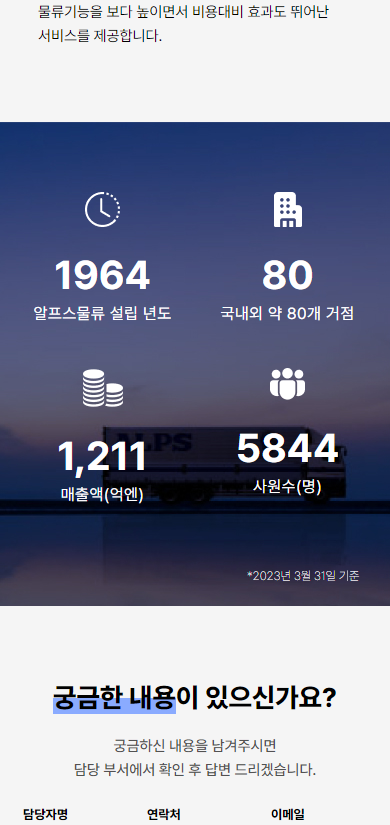 물류기능을 보다 높이면서 비용대비 효과도 뛰어난
서비스를 제공합니다.
1964
알프스물류 설립 년도
80
국내외 약 80개 거점
1,211
매출액(억엔)
5844
사원수(명)
ALPS
*2023년 3월 31일 기준
궁금한 내용이 있으신가요?
궁금하신 내용을 남겨주시면
담당 부서에서 확인 후 답변 드리겠습니다.
담당자명 연락처 이메일